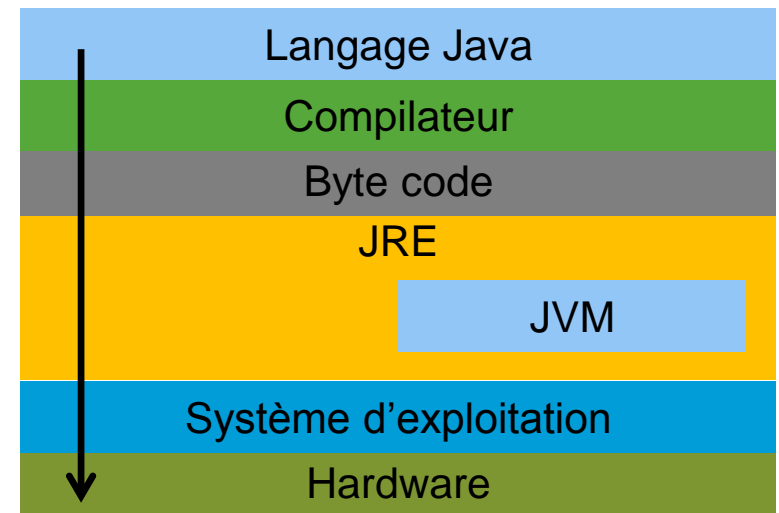 Langage Java
Compilateur
Byte code
JRE
JVM
Système d’exploitation
Hardware